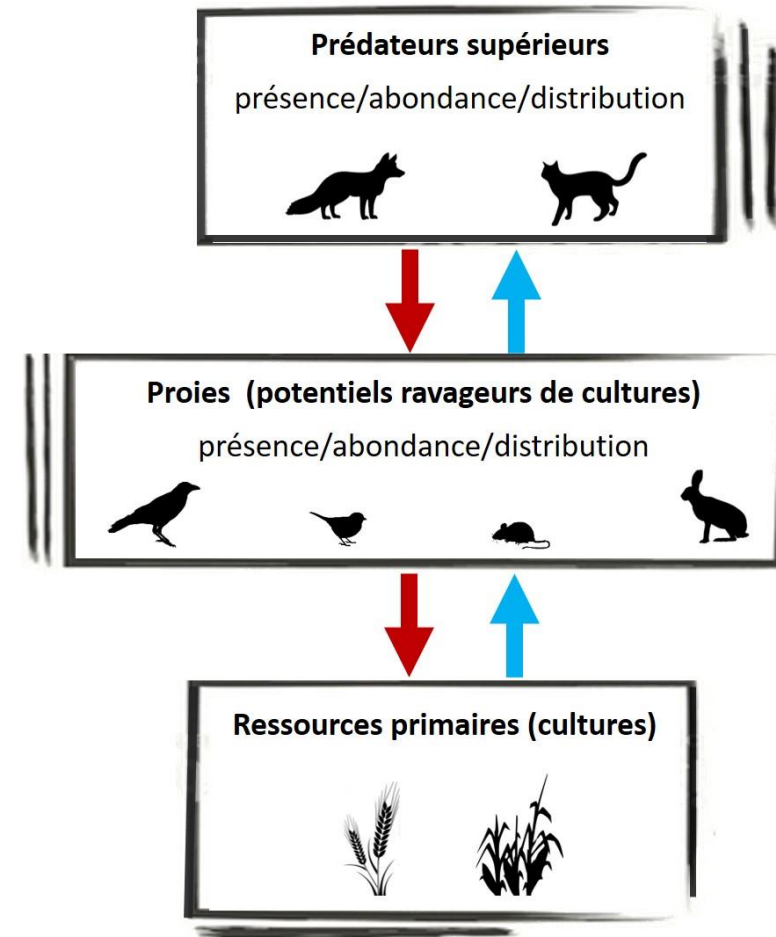 Prédateurs supérieurs
présence/abondance/distribution
Proies (potentiels ravageurs de cultures)
présence/abondance/distribution
Ressources primaires (cultures)